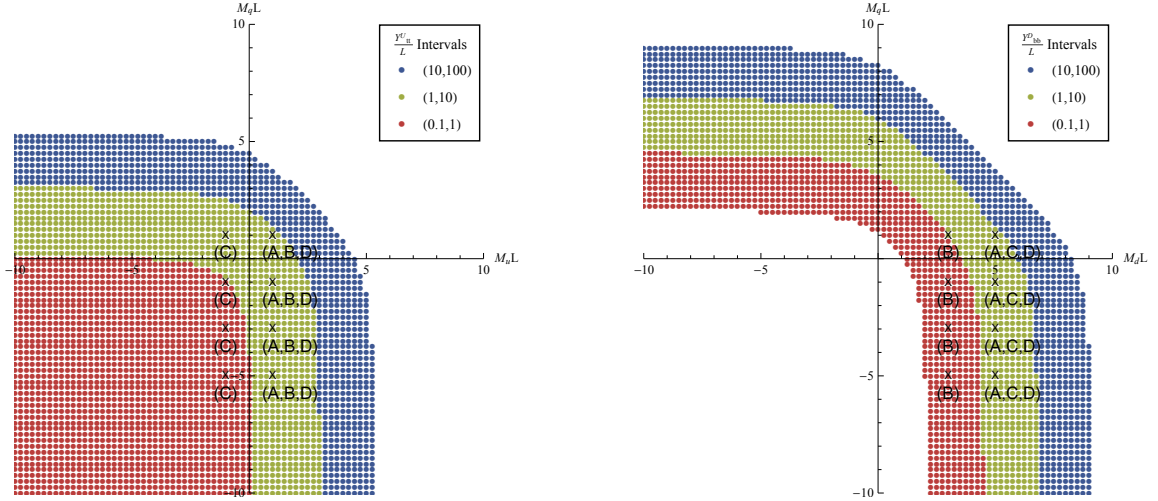 M_qL
10
Y^U_tt/L Intervals
(10,100)
(1,10)
(0.1,1)
5
x x
(C) (A,B,D)
-10 -5 5 10 M_uL
x x
(C) (A,B,D)
x x
(C) (A,B,D)
-5
x x
(C) (A,B,D)
-10
M_qL
10
Y^D_bb/L Intervals
(10,100)
(1,10)
(0.1,1)
5
x x
(B) (A,C,D)
-10 -5 5 10 M_dL
x x
(B) (A,C,D)
x x
(B) (A,C,D)
-5
x x
(B) (A,C,D)
-10